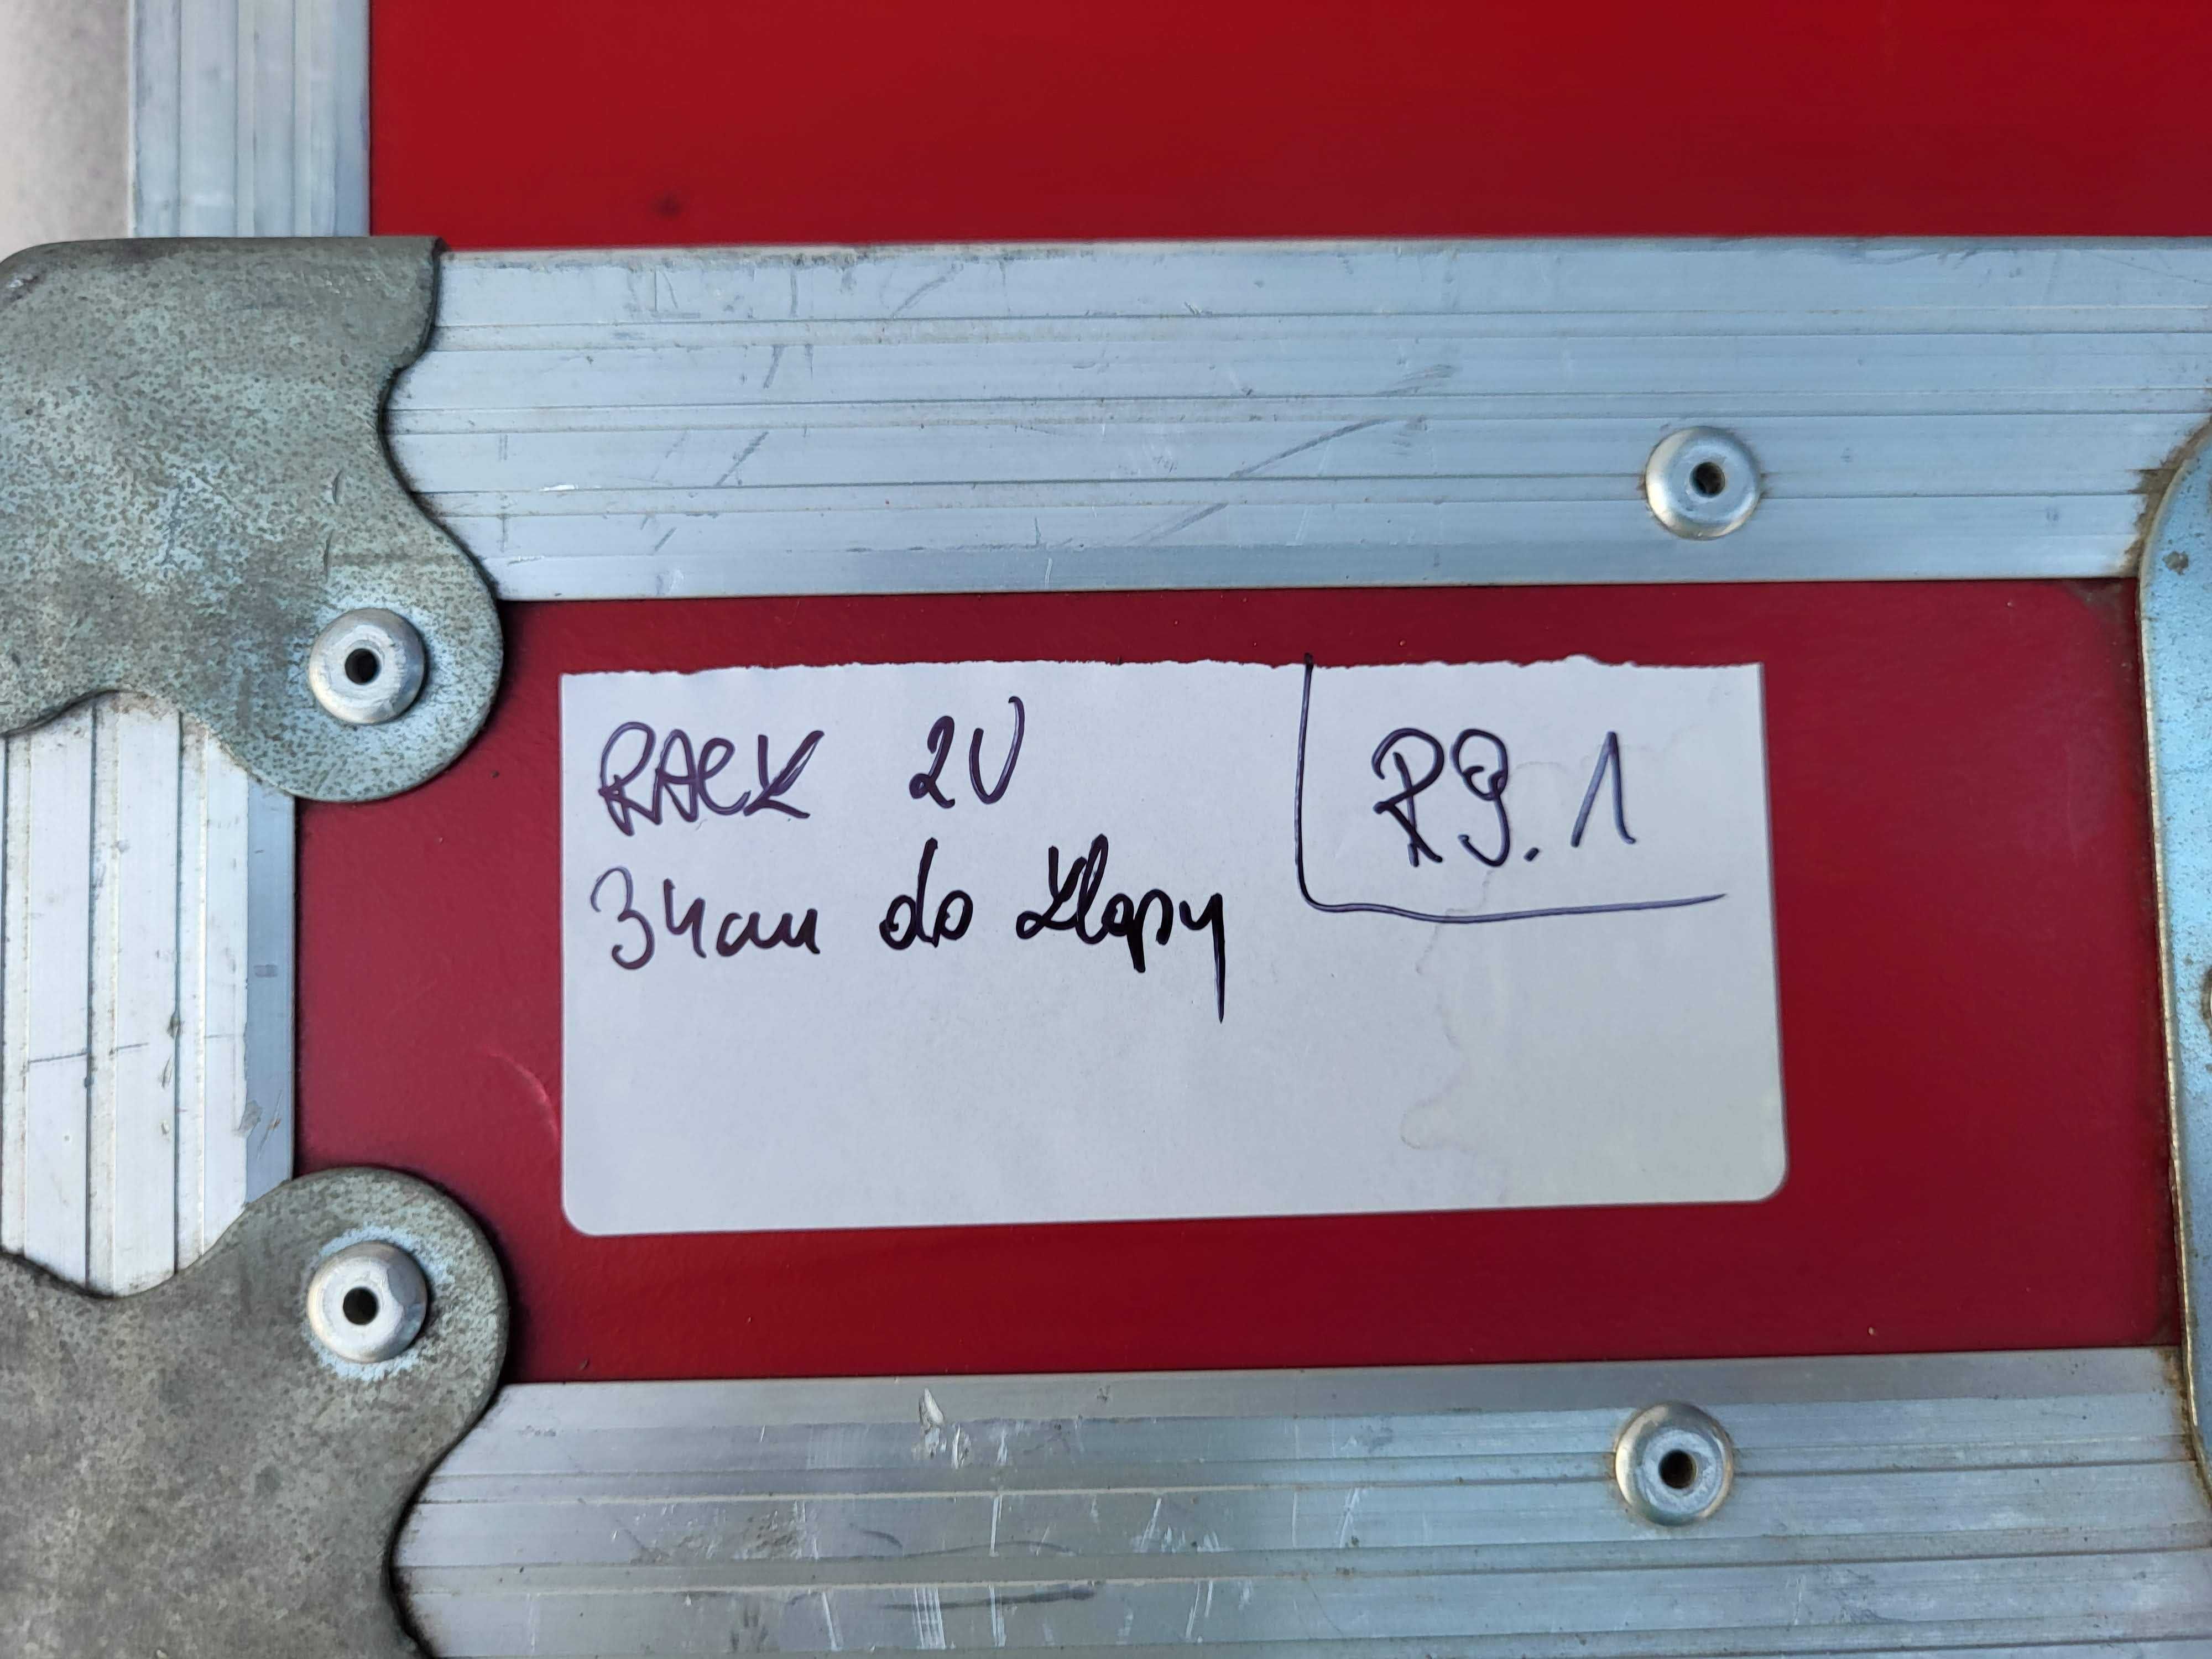 RACK 2U
34cm do klapy
R9.1